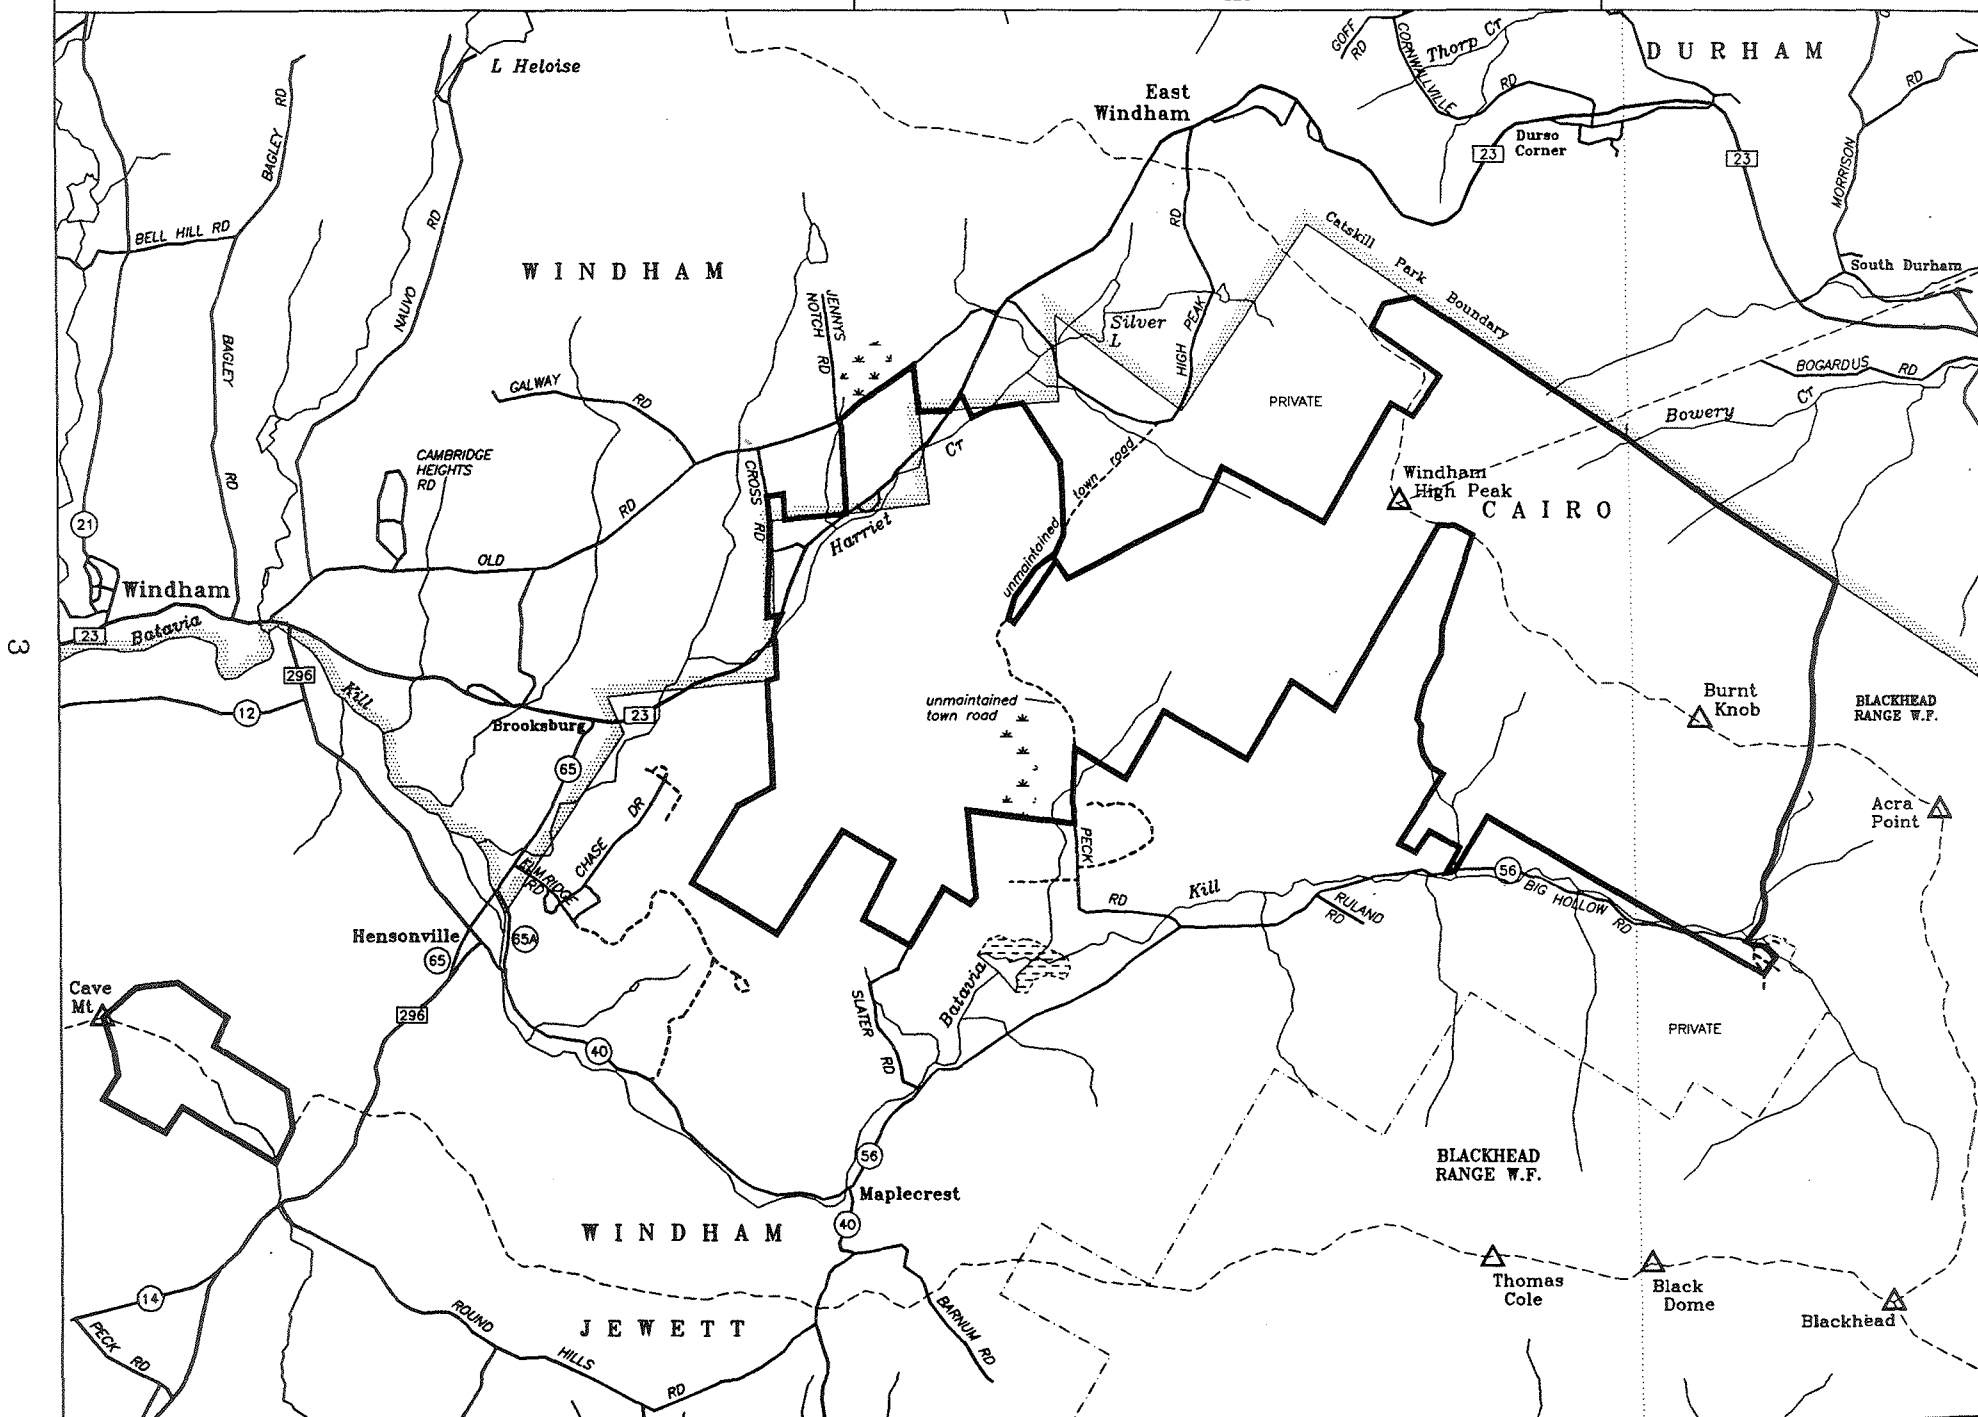 L Heloise
East
Windham
GOFF
RD
CORNWALLVILLE
RD
Thorp Cr
DURHAM
RD
23
Durso
Corner
23
MORRISON
BAGLEY RD
BELL HILL RD
NAUVO RD
WINDHAM
RD
Catskill Park Boundary
South Durham
JENNYS
NOTCH RD
Silver
L
HIGH PEAK
BAGLEY
RD
GALWAY RD
PRIVATE
BOGARDUS RD
Bowery Cr
CAMBRIDGE
HEIGHTS
RD
CROSS RD
Cr
Harriet
unmaintained town road
Windham
High Peak
CAIRO
21
OLD RD
Windham
23
Batavia
Kill
3
296
12
unmaintained
town road
Burnt
Knob
BLACKHEAD
RANGE W.F.
Brooksburg
23
65
CHASE DR
ELM RIDGE
RD
PECK
RD
Kill
56
BIG HOLLOW
RD
RULAND
RD
Acra
Point
Hensonville
65
65A
Cave
Mt
296
40
SLATER RD
Batavia
PRIVATE
56
BLACKHEAD
RANGE W.F.
Maplecrest
40
WINDHAM
Thomas
Cole
Black
Dome
Blackhead
14
PECK RD
ROUND HILLS RD
JEWETT
BARNUM RD